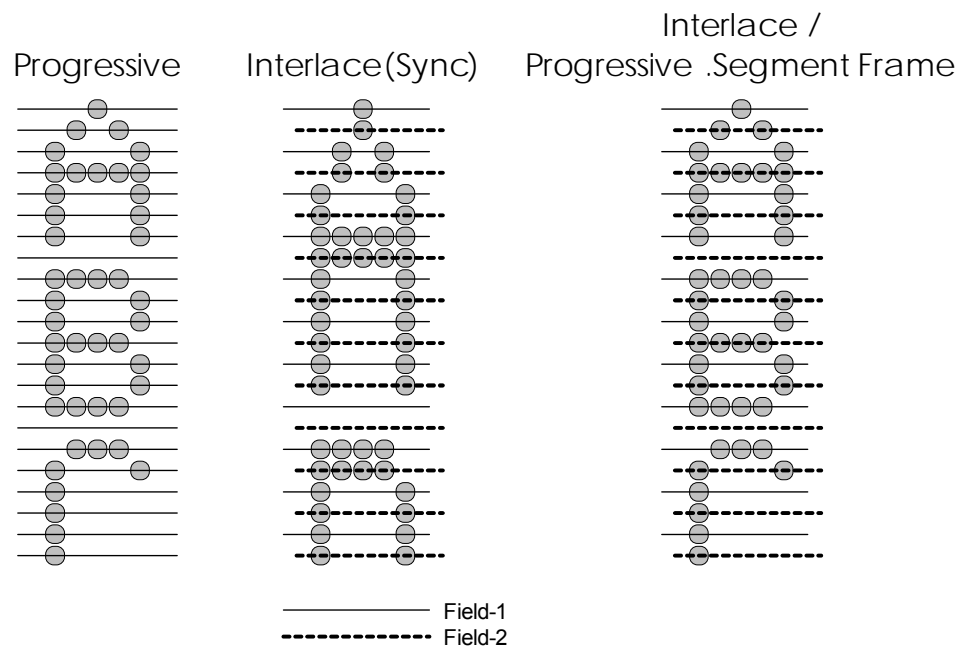 Progressive
Interlace(Sync)
Interlace /
Progressive .Segment Frame
Field-1
Field-2